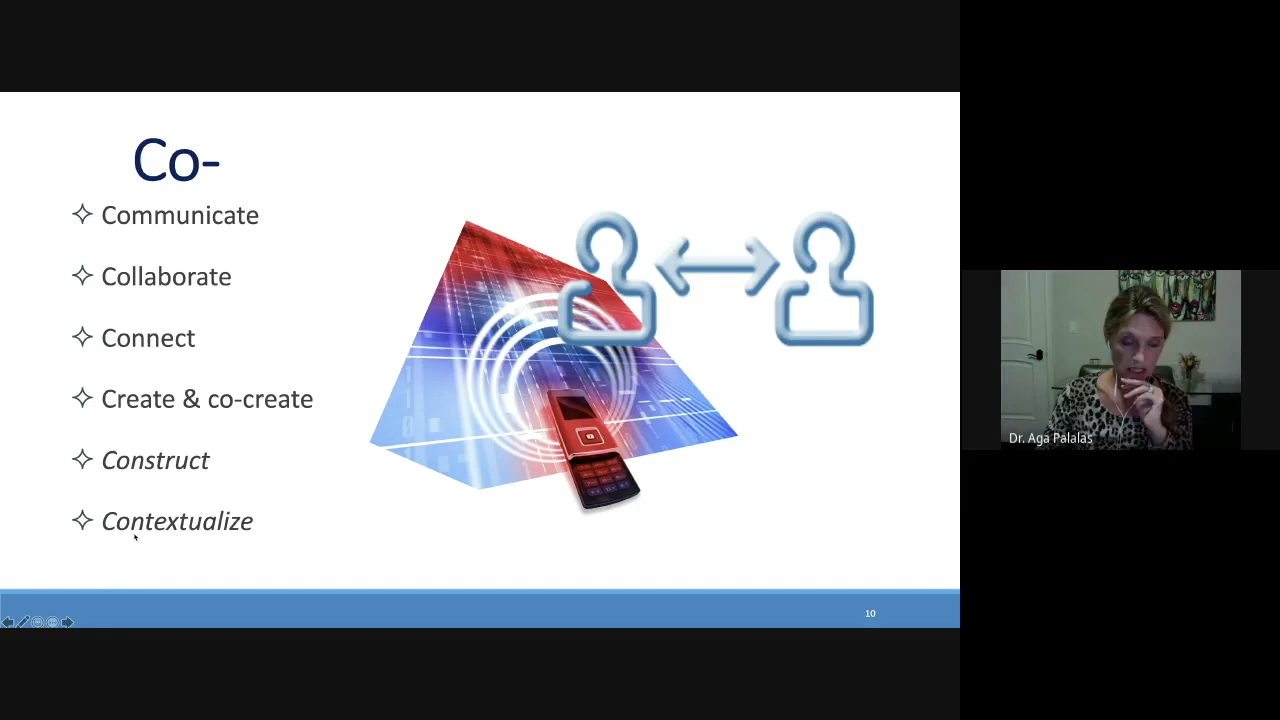 Co-
Communicate
Collaborate
Connect
Create & co-create
Construct
Contextualize
10
Dr. Aga Palalas